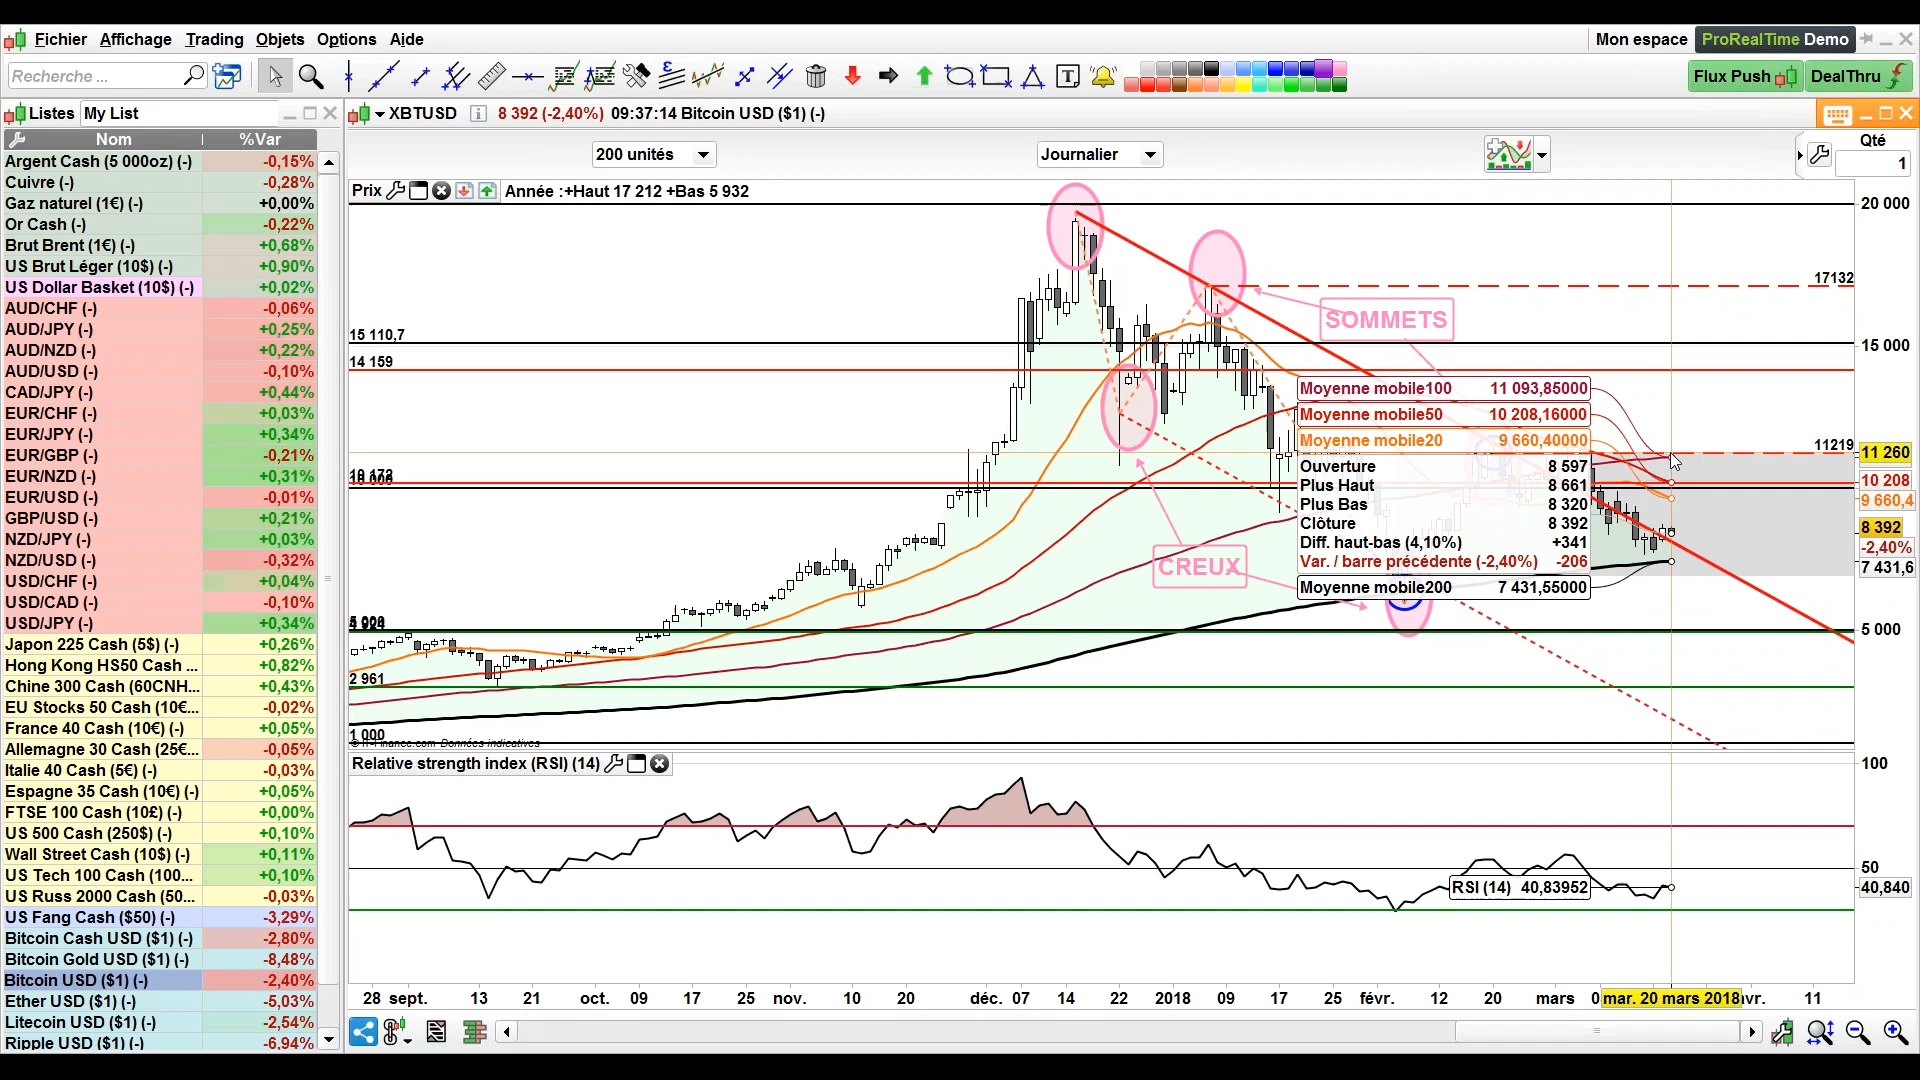 Fichier Affichage Trading Objets Options Aide
Mon espace ProRealTime Demo
Recherche ...
Flux Push DealThru
Listes My List
XBTUSD 8 392 (-2,40%) 09:37:14 Bitcoin USD ($1) (-)
200 unités
Journalier
Qté
1
Nom %Var
Argent Cash (5 000oz) (-) -0,15%
Cuivre (-) -0,28%
Gaz naturel (1€) (-) +0,00%
Or Cash (-) -0,22%
Brut Brent (1€) (-) +0,68%
US Brut Léger (10$) (-) +0,90%
US Dollar Basket (10$) (-) +0,02%
AUD/CHF (-) -0,06%
AUD/JPY (-) +0,25%
AUD/NZD (-) +0,22%
AUD/USD (-) -0,10%
CAD/JPY (-) +0,44%
EUR/CHF (-) +0,03%
EUR/JPY (-) +0,34%
EUR/GBP (-) -0,21%
EUR/NZD (-) +0,31%
EUR/USD (-) -0,01%
GBP/USD (-) +0,21%
NZD/JPY (-) +0,03%
NZD/USD (-) -0,32%
USD/CHF (-) +0,04%
USD/CAD (-) -0,10%
USD/JPY (-) +0,34%
Japon 225 Cash (5$) (-) +0,26%
Hong Kong HS50 Cash ... +0,82%
Chine 300 Cash (60CNH... +0,43%
EU Stocks 50 Cash (10€... -0,02%
France 40 Cash (10€) (-) +0,05%
Allemagne 30 Cash (25€... -0,05%
Italie 40 Cash (5€) (-) -0,03%
Espagne 35 Cash (10€) (-) +0,05%
FTSE 100 Cash (10£) (-) +0,00%
US 500 Cash (250$) (-) +0,10%
Wall Street Cash (10$) (-) +0,11%
US Tech 100 Cash (100... +0,10%
US Russ 2000 Cash (50... -0,03%
US Fang Cash ($50) (-) -3,29%
Bitcoin Cash USD ($1) (-) -2,80%
Bitcoin Gold USD ($1) (-) -8,48%
Bitcoin USD ($1) (-) -2,40%
Ether USD ($1) (-) -5,03%
Litecoin USD ($1) (-) -2,54%
Ripple USD ($1) (-) -6,94%
Prix Année :+Haut 17 212 +Bas 5 932
20 000
17132
SOMMETS
15 110,7
15 000
14 159
Moyenne mobile100 11 093,85000
Moyenne mobile50 10 208,16000
Moyenne mobile20 9 660,40000
11219
11 260
Ouverture 8 597
Plus Haut 8 661
Plus Bas 8 320
Clôture 8 392
Diff. haut-bas (4,10%) +341
Var. / barre précédente (-2,40%) -206
Moyenne mobile200 7 431,55000
10 208
9 660,4
8 392
-2,40%
7 431,6
CREUX
5 000
2 961
1 000
© IT-Finance.com Données indicatives
Relative strength index (RSI) (14)
100
50
RSI (14) 40,83952
40,840
28 sept. 13 21 oct. 09 17 25 nov. 10 20 déc. 07 14 22 2018 09 17 25 févr. 12 20 mars mar. 20 mars 2018 11